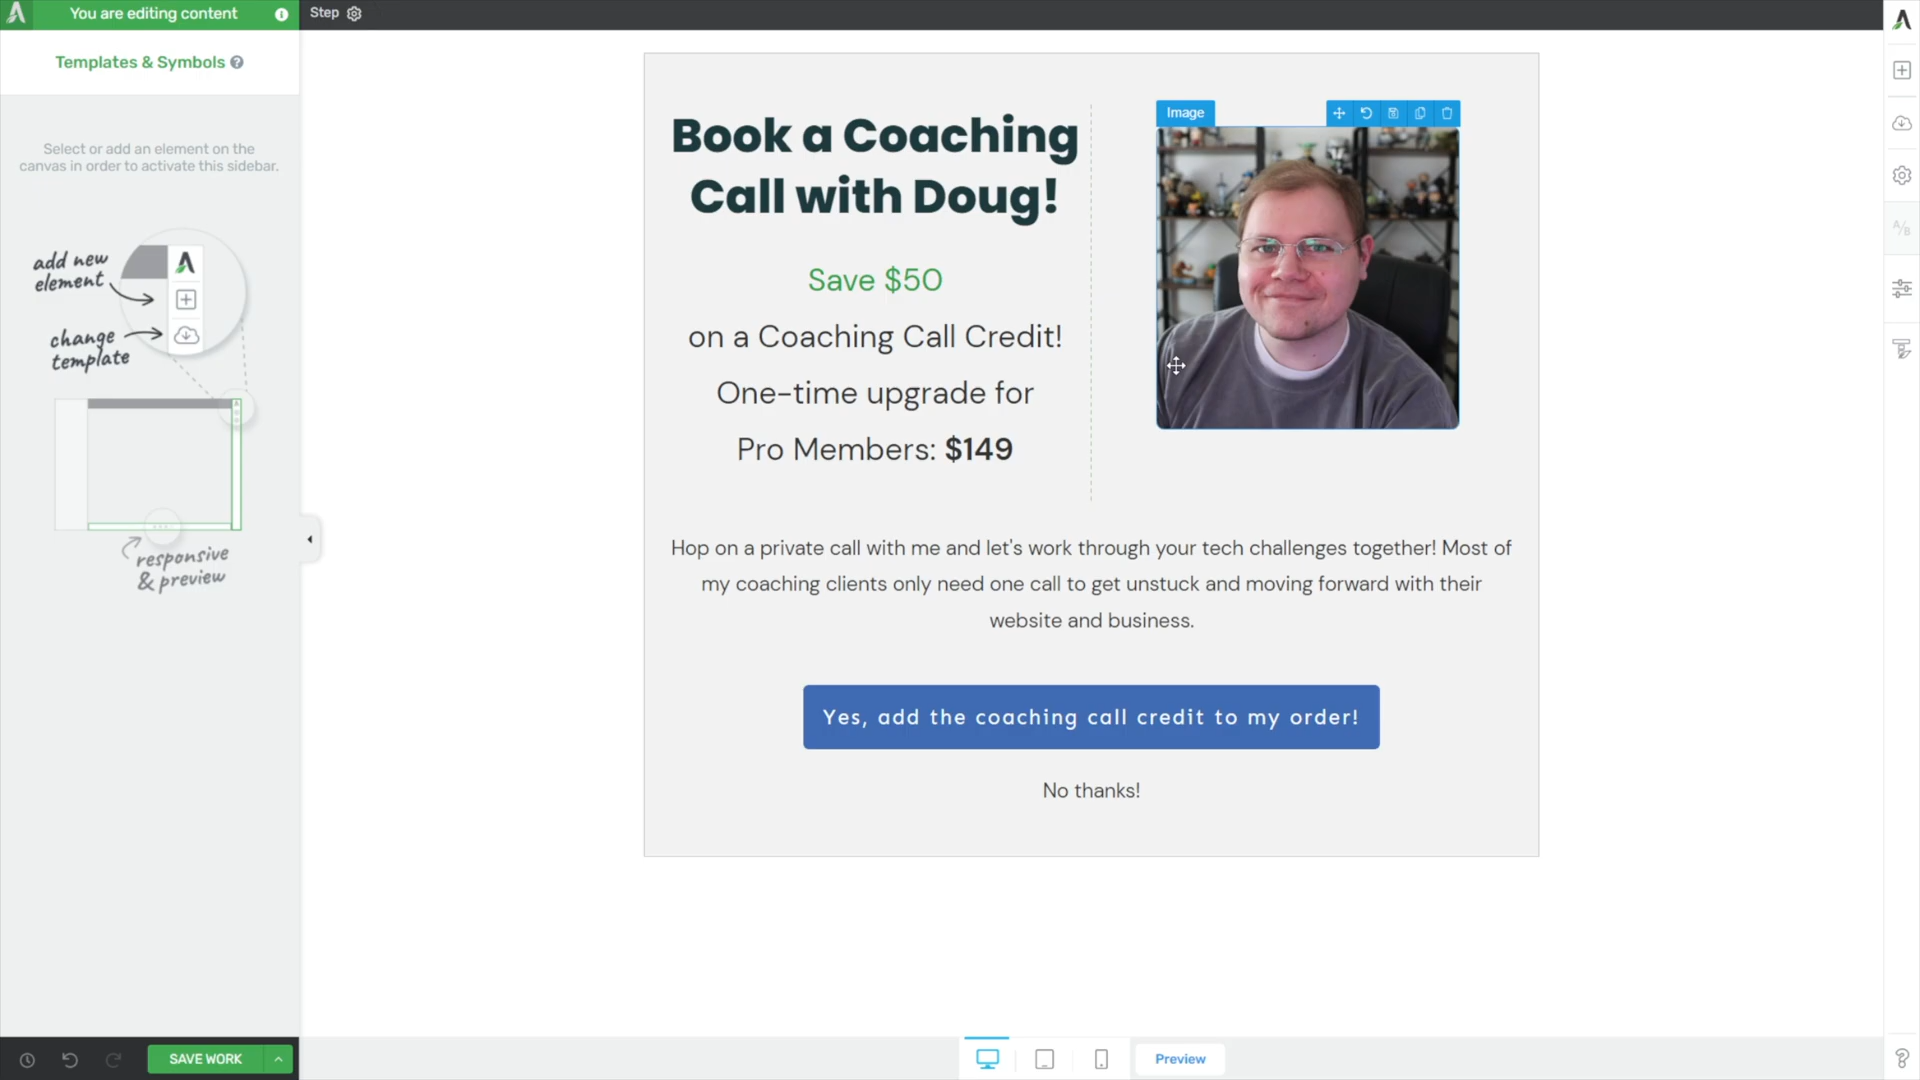 You are editing content
Step
Templates & Symbols
Select or add an element on the
canvas in order to activate this sidebar.
add new
element
change
template
responsive
& preview
Image
Book a Coaching
Call with Doug!
Save $50
on a Coaching Call Credit!
One-time upgrade for
Pro Members: $149
Hop on a private call with me and let's work through your tech challenges together! Most of
my coaching clients only need one call to get unstuck and moving forward with their
website and business.
Yes, add the coaching call credit to my order!
No thanks!
A/B
SAVE WORK
Preview